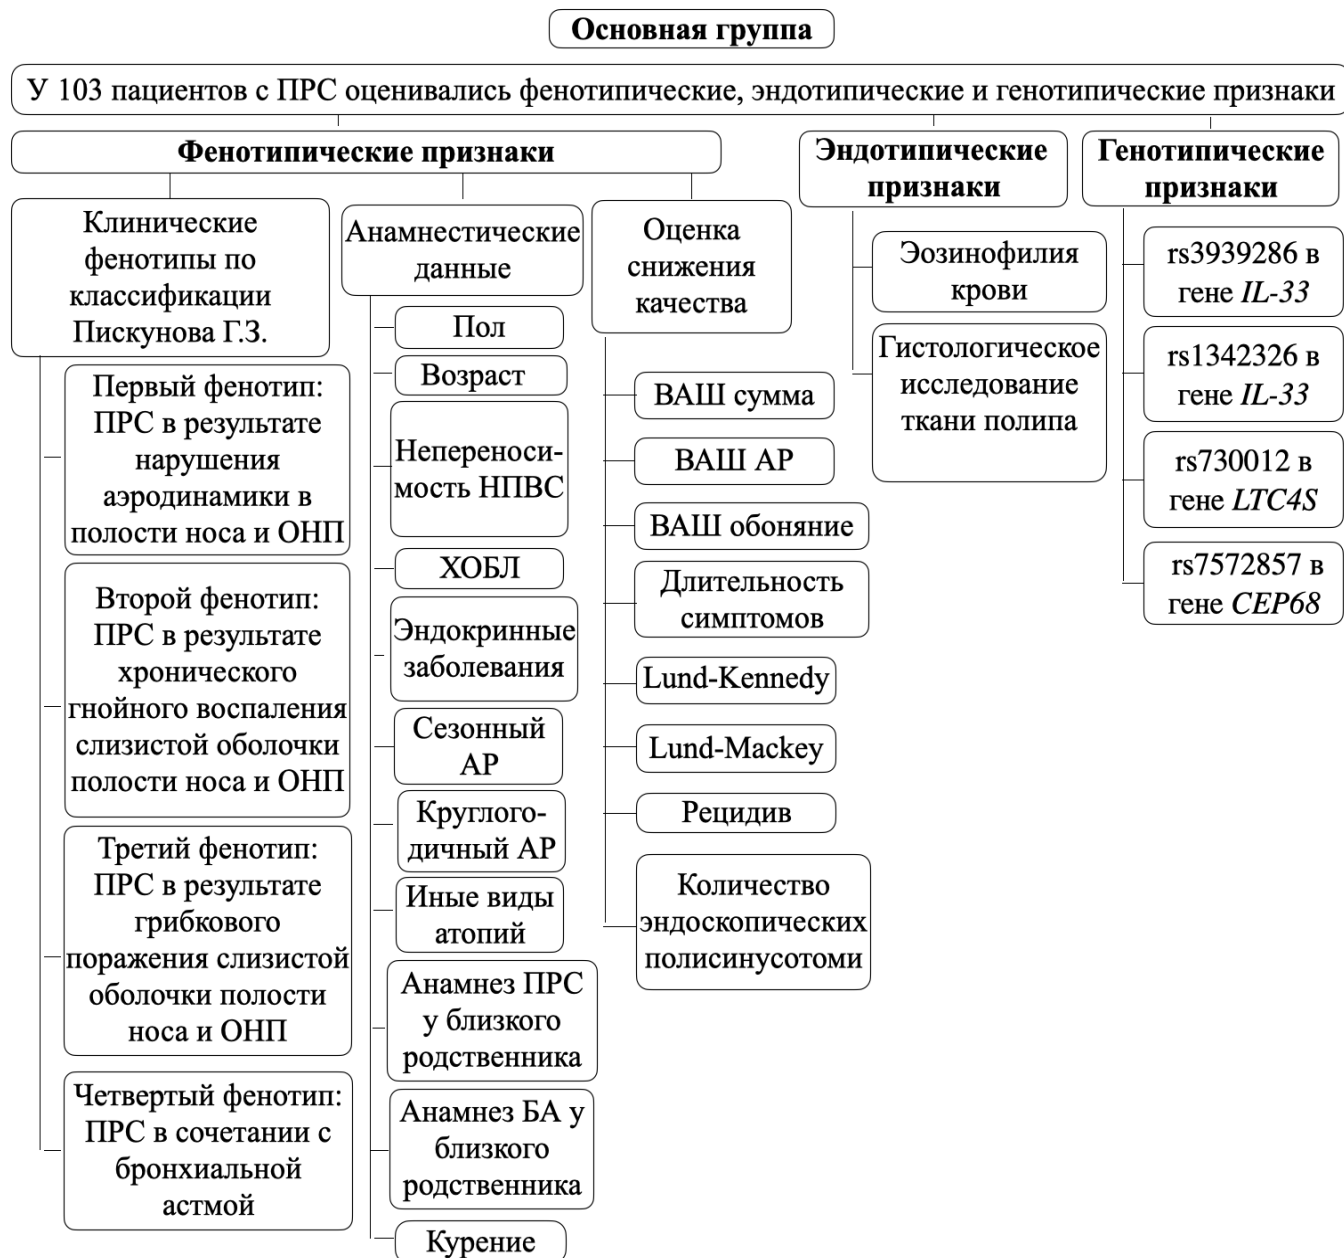 Основная группа
У 103 пациентов с ПРС оценивались фенотипические, эндотипические и генотипические признаки
Фенотипические признаки
Клинические
фенотипы по
классификации
Пискунова Г.З.
Первый фенотип:
ПРС в результате
нарушения
аэродинамики в
полости носа и ОНП
Второй фенотип:
ПРС в результате
хронического
гнойного воспаления
слизистой оболочки
полости носа и ОНП
Третий фенотип:
ПРС в результате
грибкового
поражения слизистой
оболочки полости
носа и ОНП
Четвертый фенотип:
ПРС в сочетании с
бронхиальной
астмой
Анамнестические
данные
Пол
Возраст
Непереноси-
мость НПВС
ХОБЛ
Эндокринные
заболевания
Сезонный
АР
Круглого-
дичный АР
Иные виды
атопий
Анамнез ПРС
у близкого
родственника
Анамнез БА у
близкого
родственника
Курение
Оценка
снижения
качества
ВАШ сумма
ВАШ АР
ВАШ обоняние
Длительность
симптомов
Lund-Kennedy
Lund-Mackey
Рецидив
Количество
эндоскопических
полисинусотоми
Эндотипические
признаки
Эозинофилия
крови
Гистологическое
исследование
ткани полипа
Генотипические
признаки
rs3939286 в
гене IL-33
rs1342326 в
гене IL-33
rs730012 в
гене LTC4S
rs7572857 в
гене CEP68